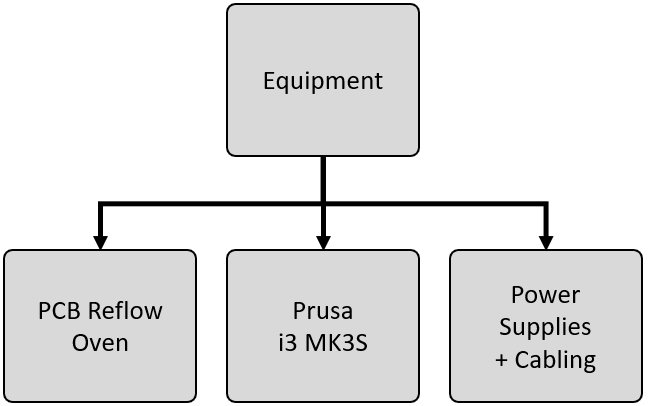 Equipment
PCB Reflow
Oven
Prusa
i3 MK3S
Power
Supplies
+ Cabling